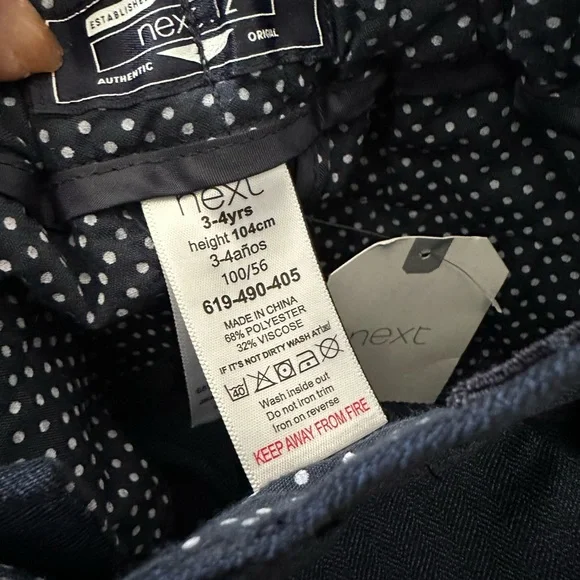 ESTABLISHED
next
AUTHENTIC
ORIGINAL
next
3-4yrs
height 104cm
3-4años
100/56
619-490-405
MADE IN CHINA
68% POLYESTER
32% VISCOSE
IF IT'S NOT DIRTY WASH AT
40
Wash inside out
Do not iron trim
Iron on reverse
KEEP AWAY FROM FIRE
next